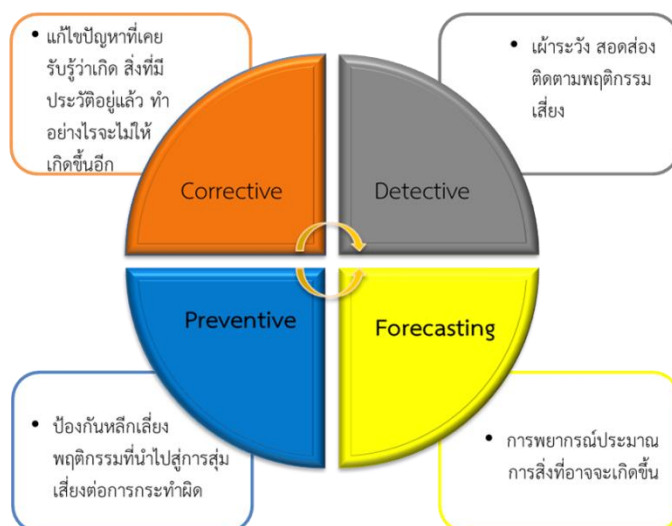 • แก้ไขปัญหาที่เคย
รับรู้ว่าเกิด สิ่งที่มี
ประวัติอยู่แล้ว ทำ
อย่างไรจะไม่ให้
เกิดขึ้นอีก
• เฝ้าระวัง สอดส่อง
ติดตามพฤติกรรม
เสี่ยง
Corrective
Detective
Preventive
Forecasting
• ป้องกันหลีกเลี่ยง
พฤติกรรมที่นำไปสู่การสุ่ม
เสี่ยงต่อการกระทำผิด
• การพยากรณ์ประมาณ
การสิ่งที่อาจจะเกิดขึ้น